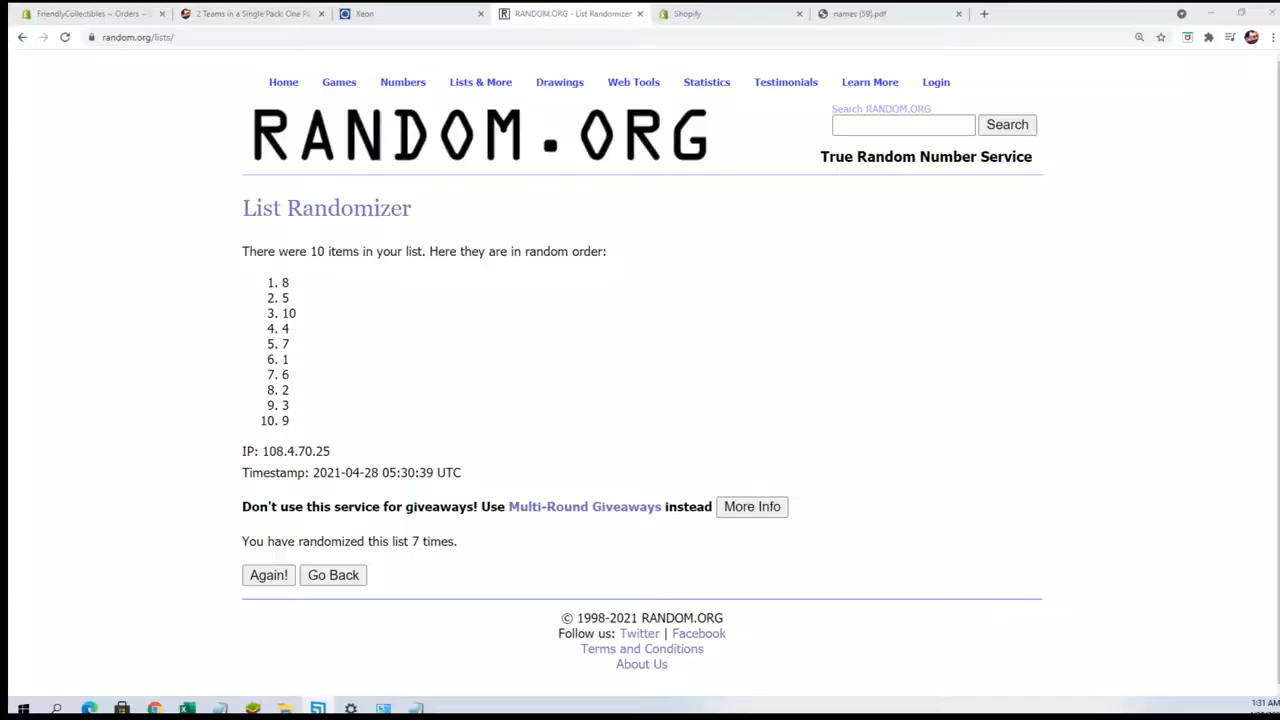 FriendlyCollectibles ~ Orders ~
2 Teams in a Single Pack: One P
Xeon
RANDOM.ORG - List Randomizer
Shopify
names (59).pdf
random.org/lists/
Home Games Numbers Lists & More Drawings Web Tools Statistics Testimonials Learn More Login
RANDOM.ORG
Search RANDOM.ORG
Search
True Random Number Service
List Randomizer
There were 10 items in your list. Here they are in random order:
1. 8
2. 5
3. 10
4. 4
5. 7
6. 1
7. 6
8. 2
9. 3
10. 9
IP: 108.4.70.25
Timestamp: 2021-04-28 05:30:39 UTC
Don't use this service for giveaways! Use Multi-Round Giveaways instead More Info
You have randomized this list 7 times.
Again! Go Back
© 1998-2021 RANDOM.ORG
Follow us: Twitter | Facebook
Terms and Conditions
About Us
1:31 AM